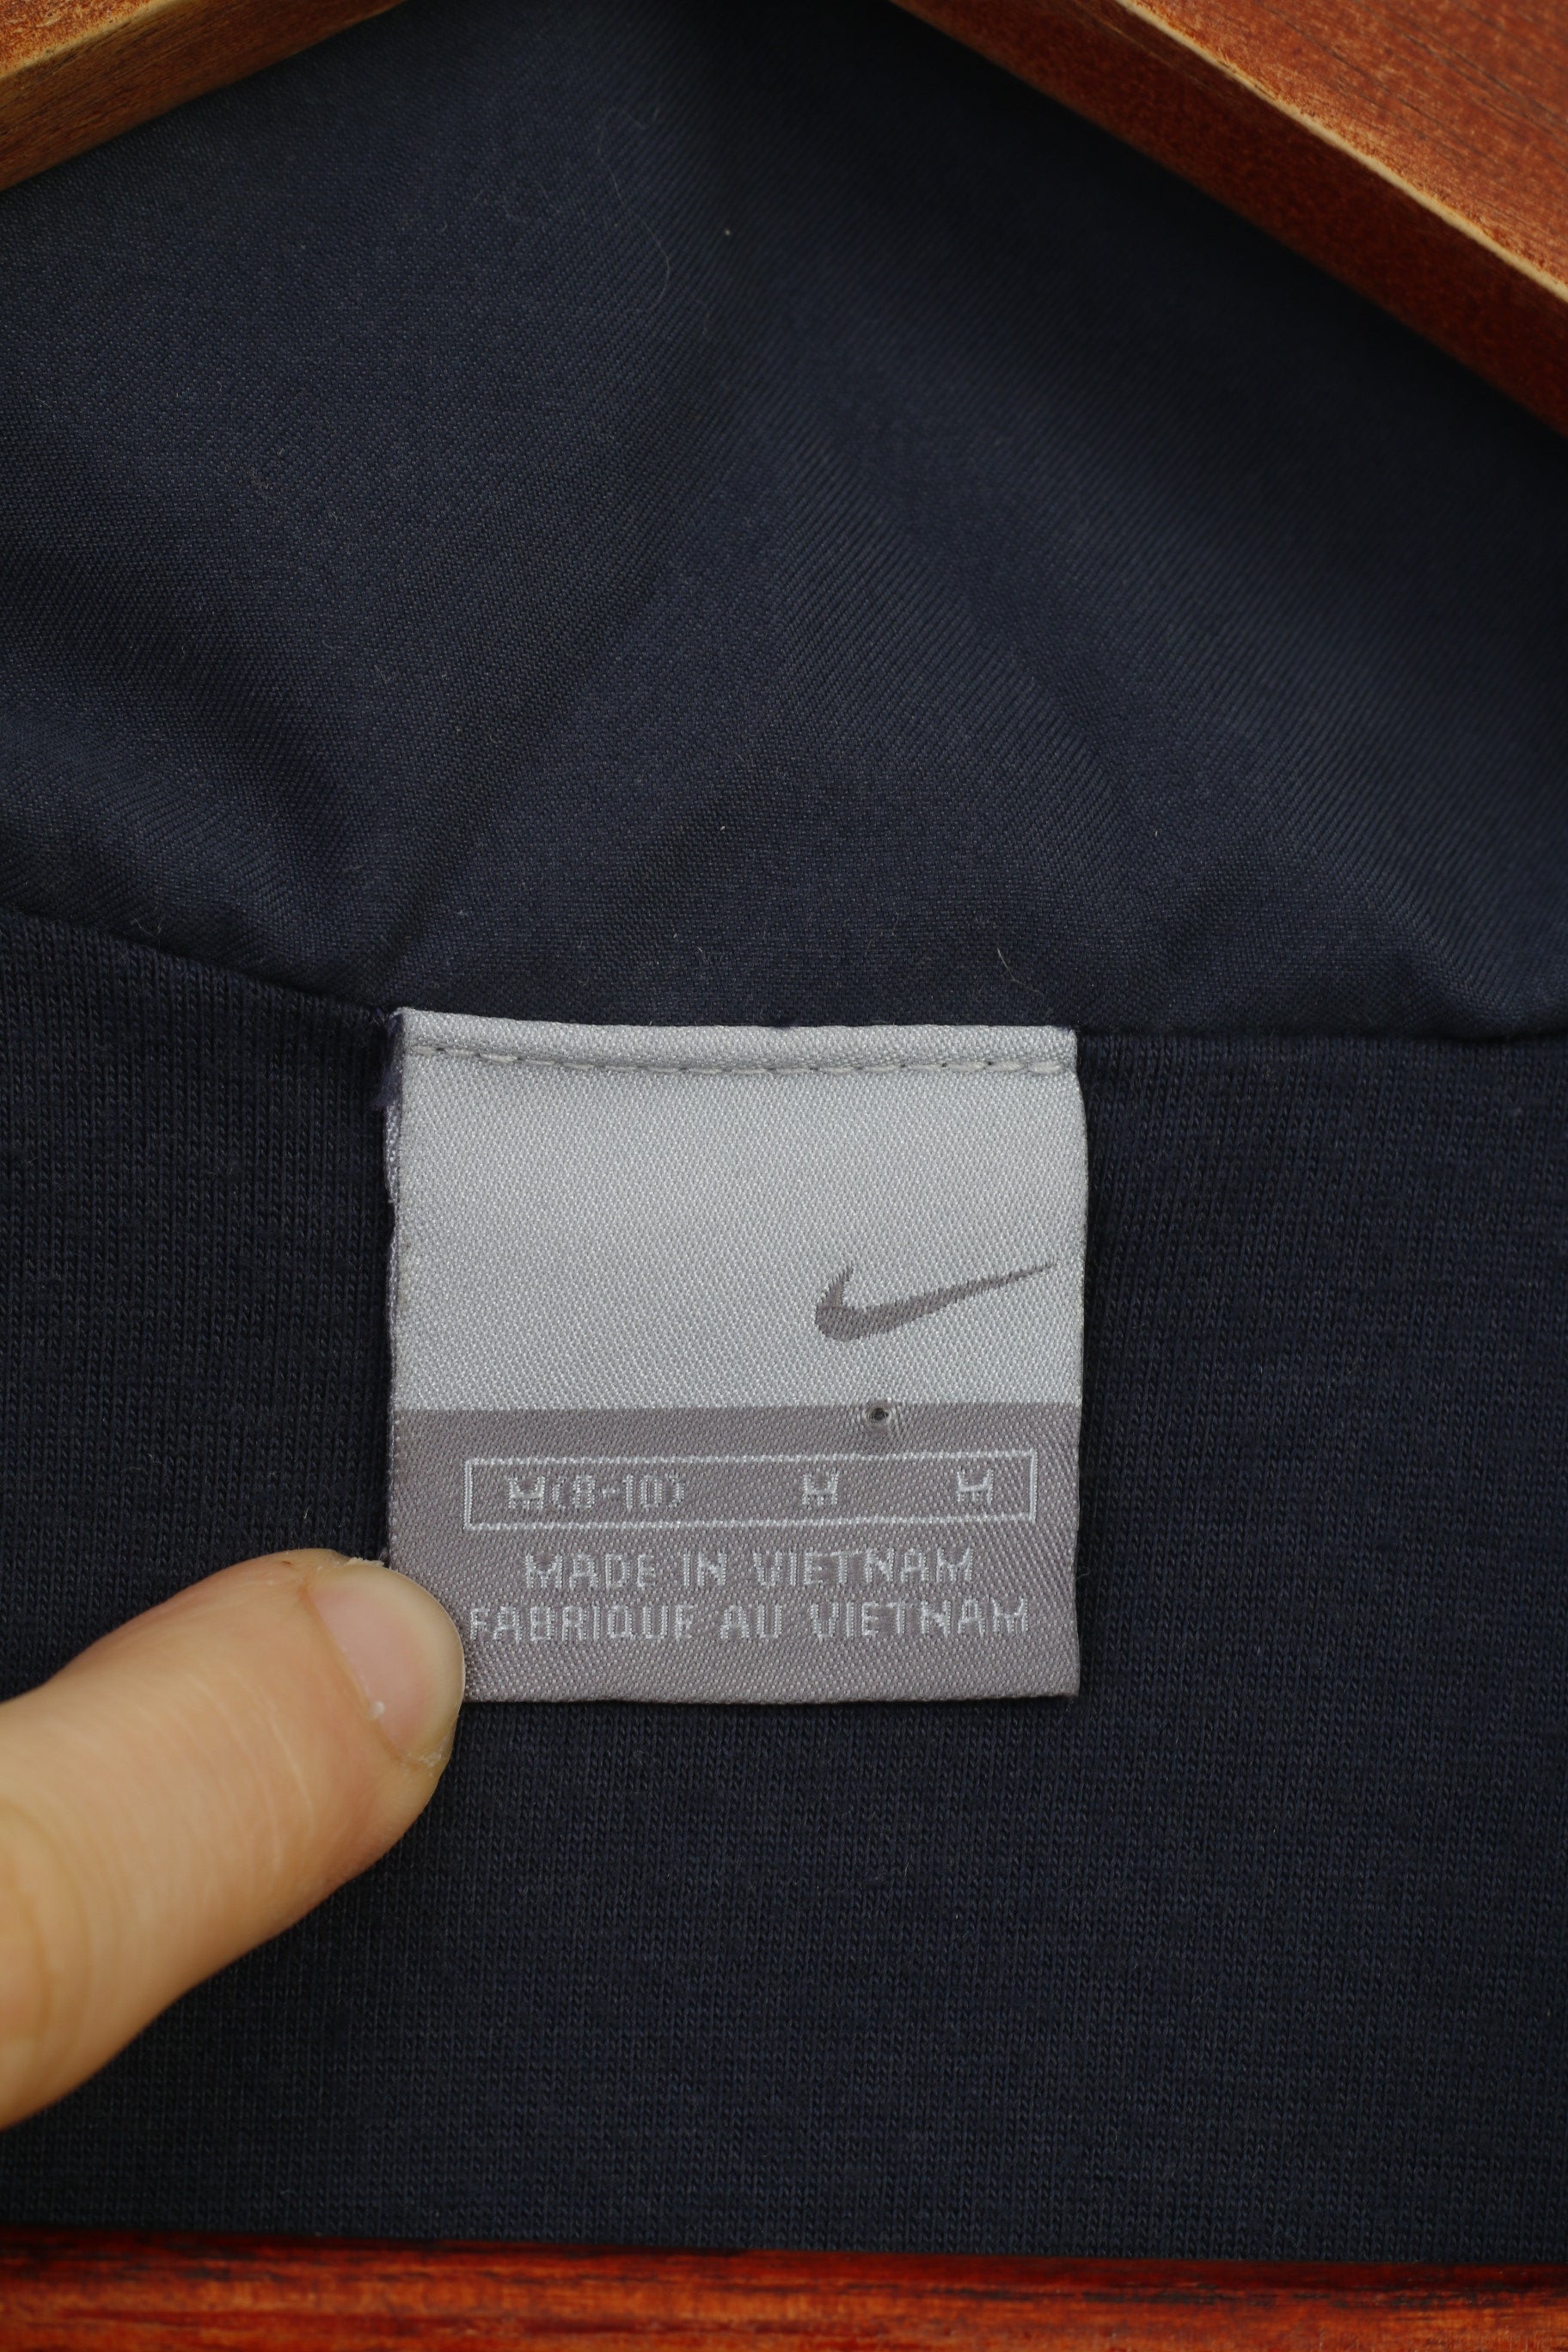 M(8-10) M M
MADE IN VIETNAM
FABRIQUE AU VIETNAM